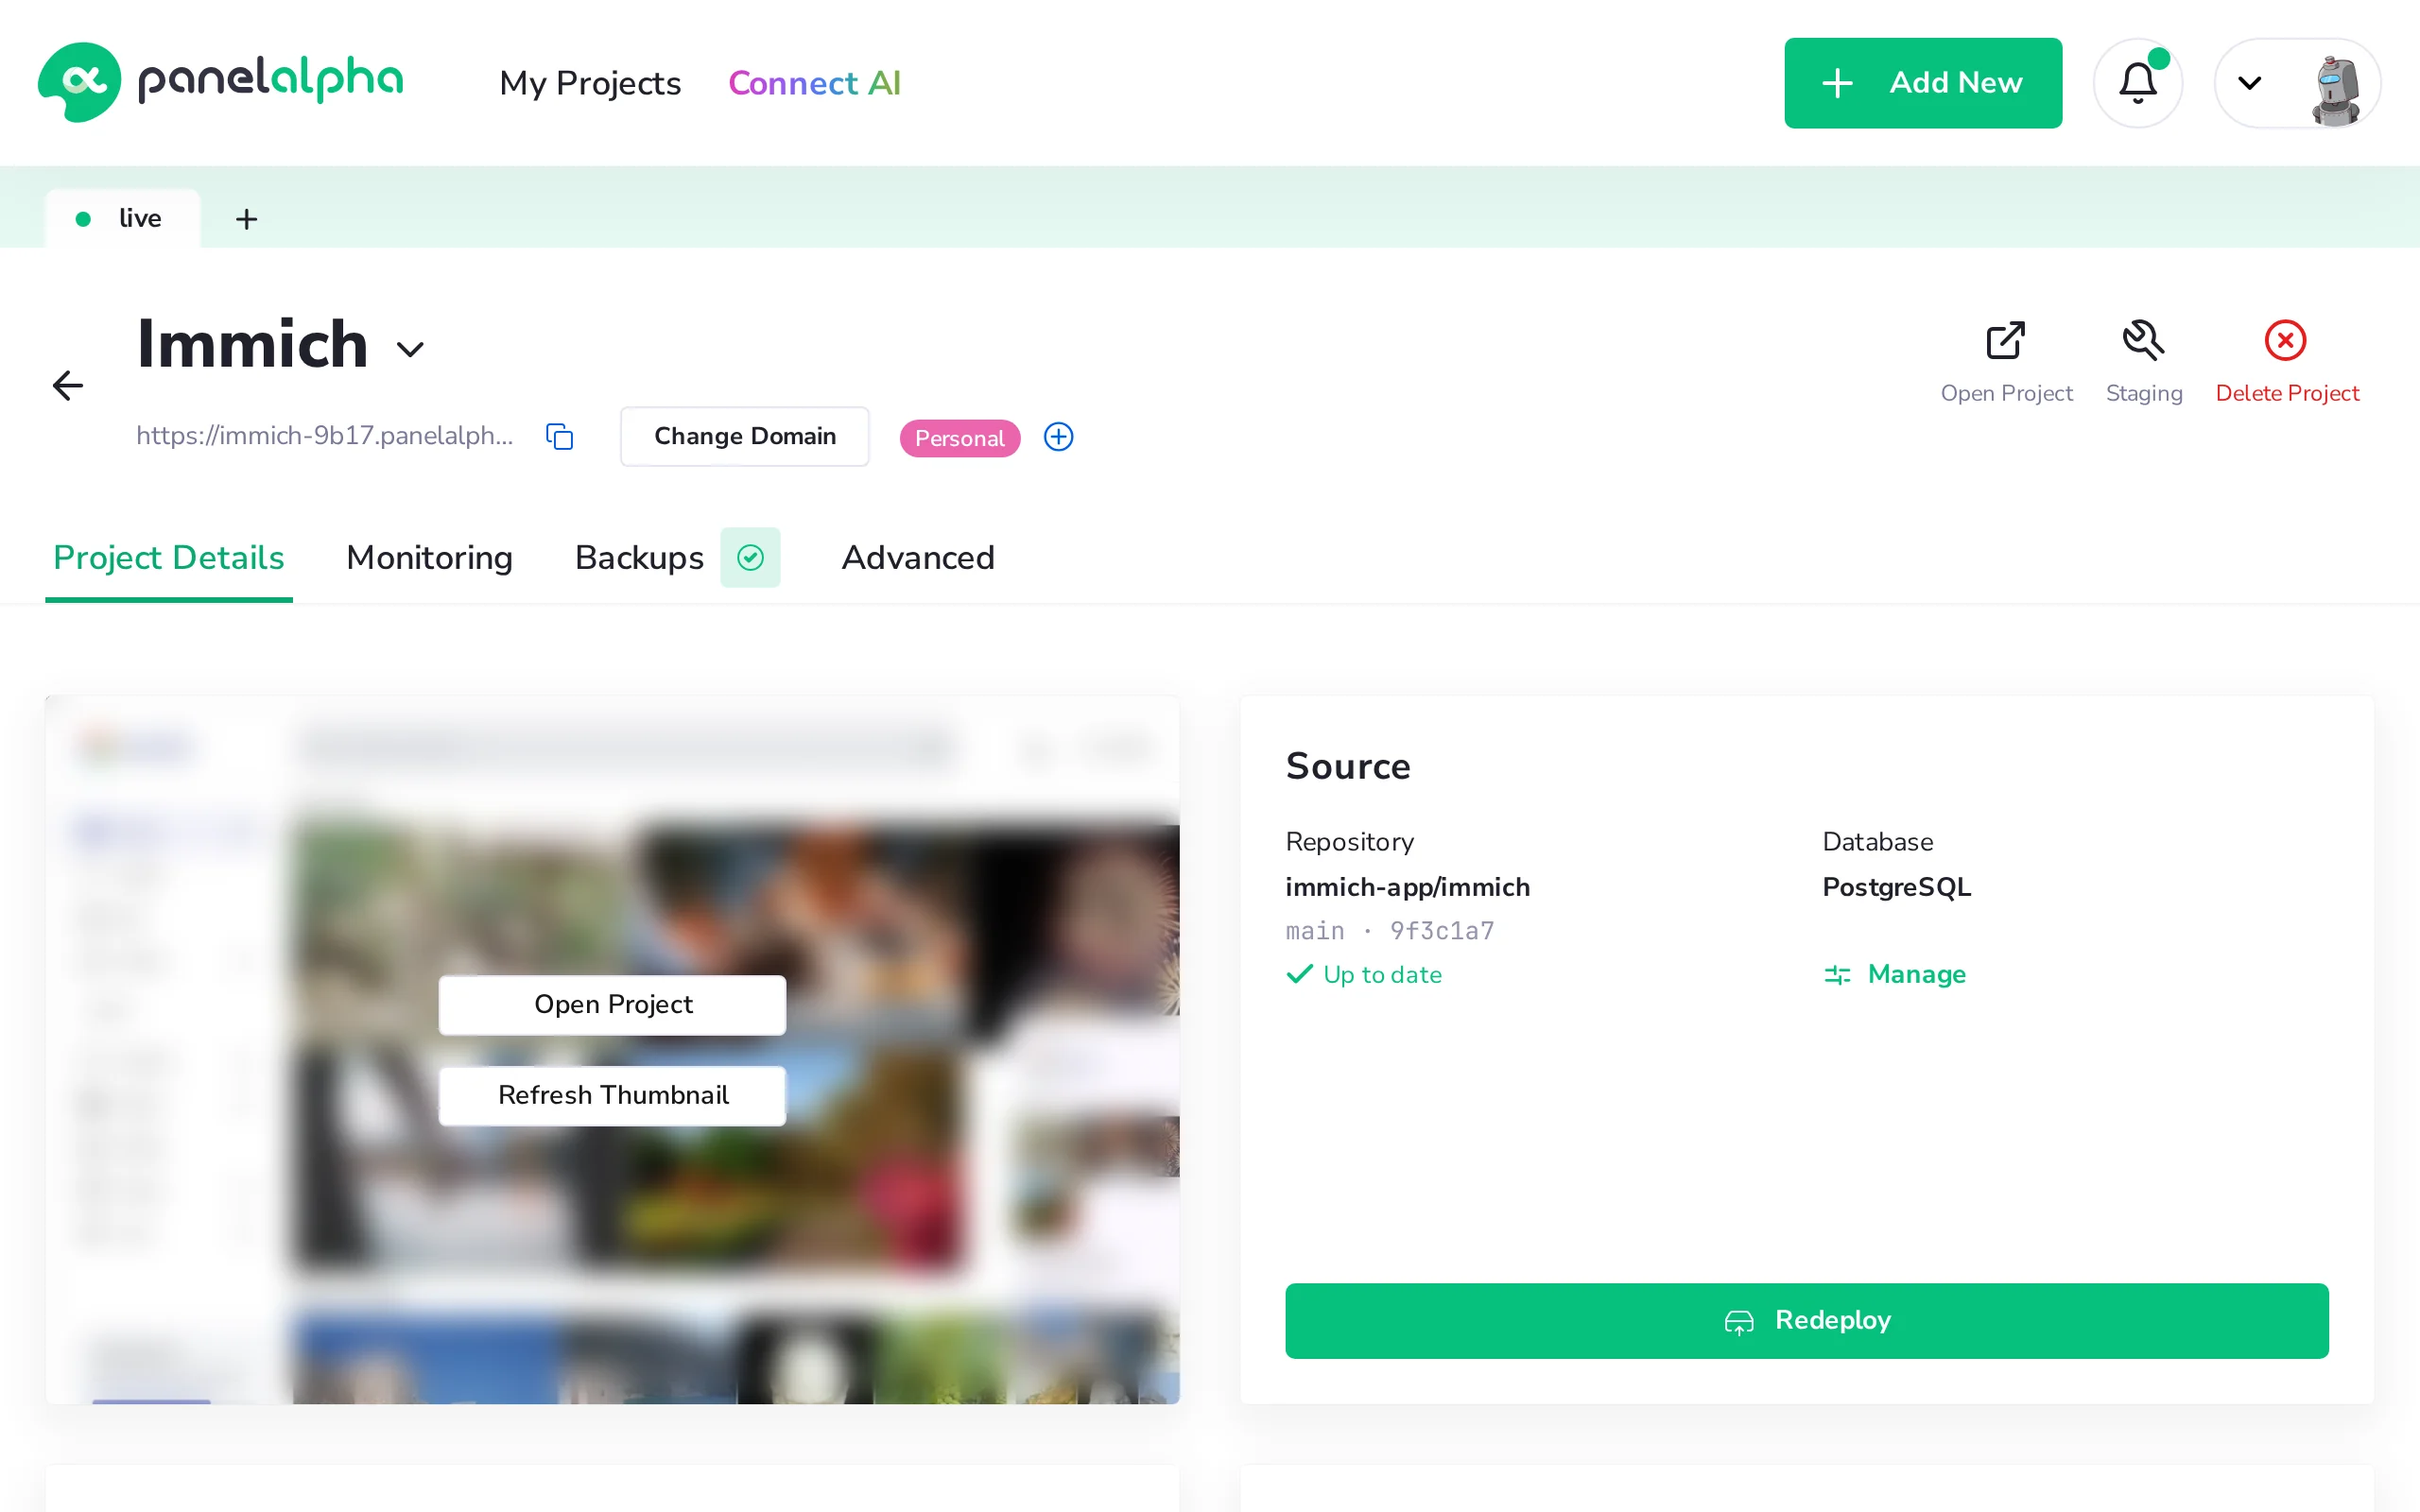 panelalpha
My Projects
Connect AI
Add New
live
Immich
https://immich-9b17.panelalph...
Change Domain
Personal
Open Project
Staging
Delete Project
Project Details
Monitoring
Backups
Advanced
Open Project
Refresh Thumbnail
Source
Repository
immich-app/immich
main · 9f3c1a7
Up to date
Database
PostgreSQL
Manage
Redeploy